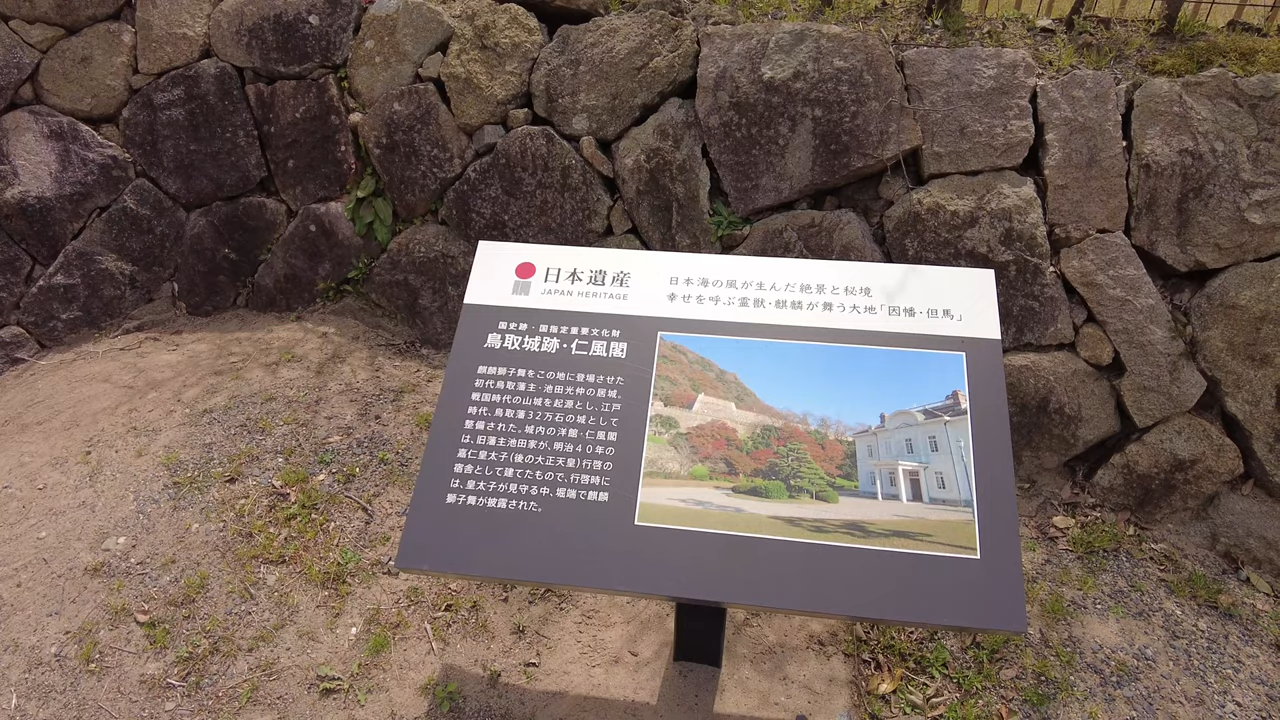 日本遺産
JAPAN HERITAGE
日本海の風が生んだ絶景と秘境
幸せを呼ぶ霊獣・麒麟が舞う大地「因幡・但馬」
国史跡・国指定重要文化財
鳥取城跡・仁風閣
麒麟獅子舞をこの地に登場させた
初代鳥取藩主・池田光仲の居城。
戦国時代の山城を起源とし、江戸
時代、鳥取藩32万石の城として
整備された。城内の洋館・仁風閣
は、旧藩主池田家が、明治40年の
嘉仁皇太子(後の大正天皇)行啓の
宿舎として建てたもので、行啓時に
は、皇太子が見守る中、堀端で麒麟
獅子舞が披露された。